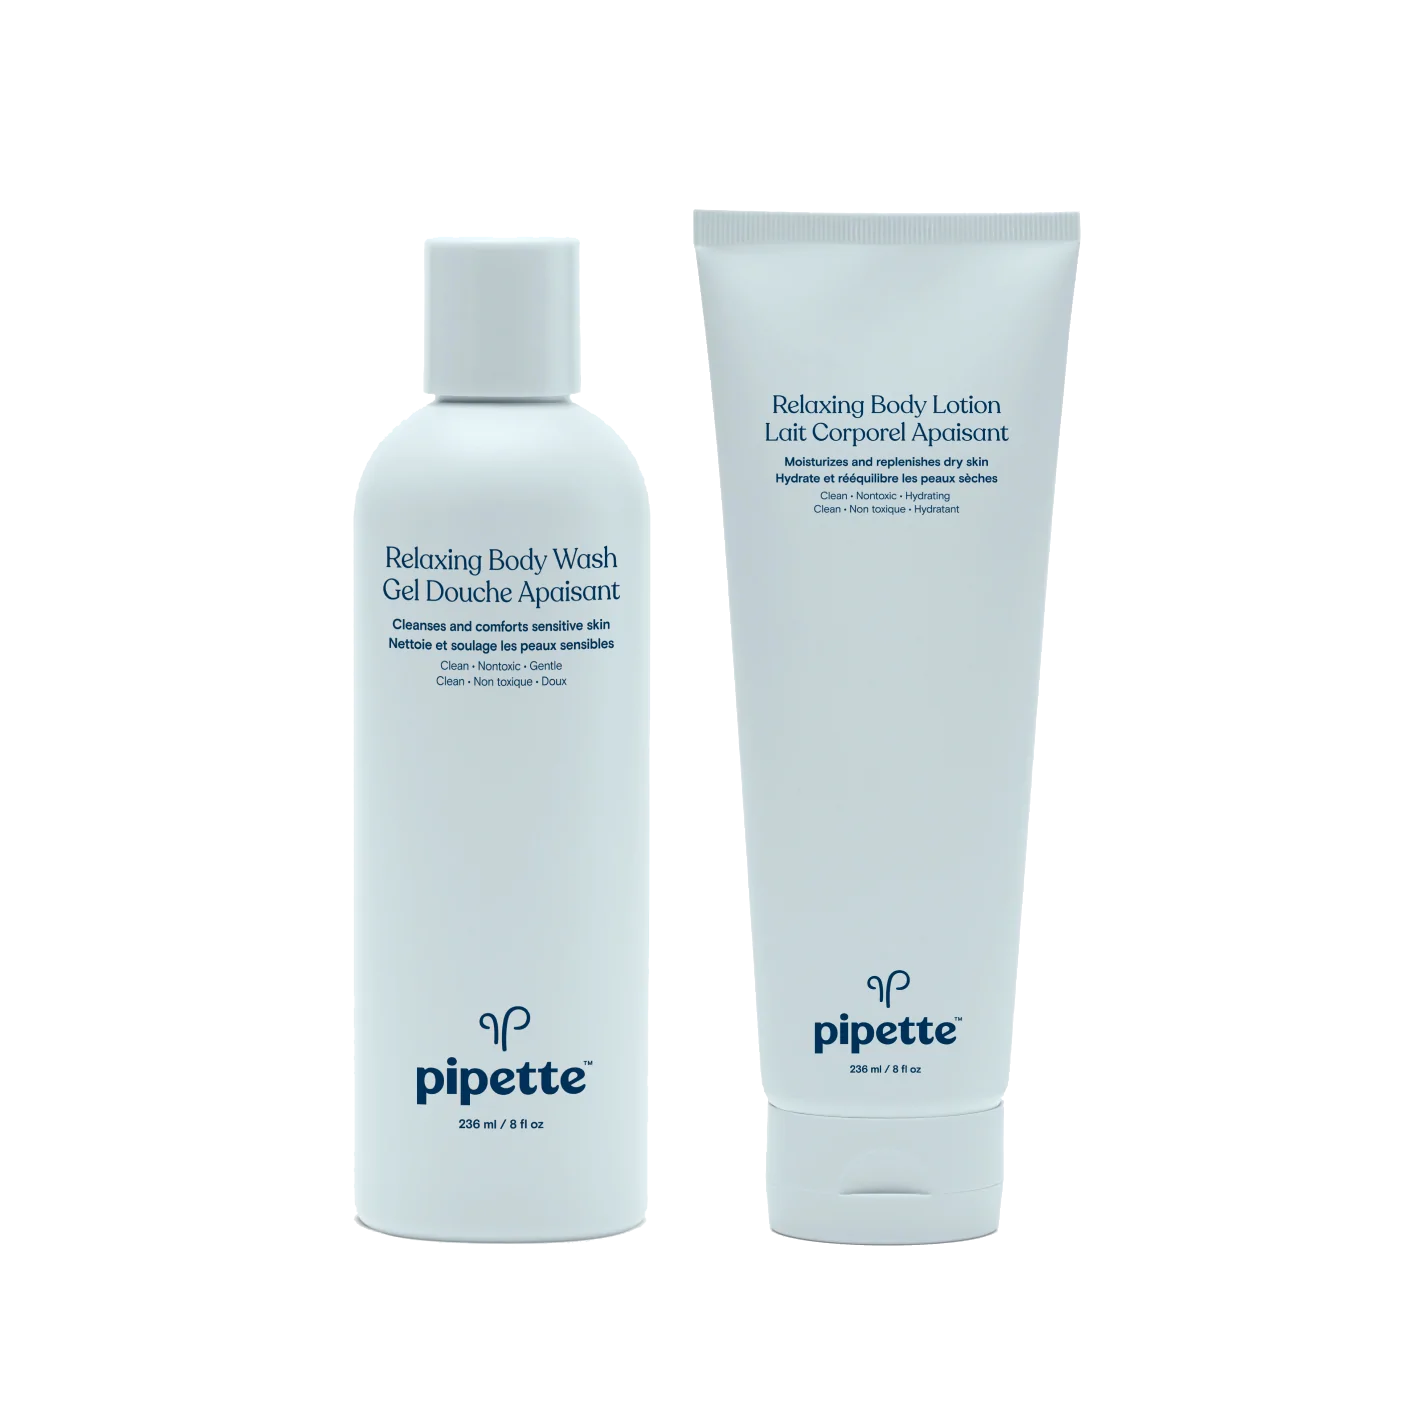 Relaxing Body Wash
Gel Douche Apaisant
Cleanses and comforts sensitive skin
Nettoie et soulage les peaux sensibles
Clean • Nontoxic • Gentle
Clean • Non toxique • Doux
pipette™
236 ml / 8 fl oz
Relaxing Body Lotion
Lait Corporel Apaisant
Moisturizes and replenishes dry skin
Hydrate et rééquilibre les peaux sèches
Clean • Nontoxic • Hydrating
Clean • Non toxique • Hydratant
pipette™
236 ml / 8 fl oz